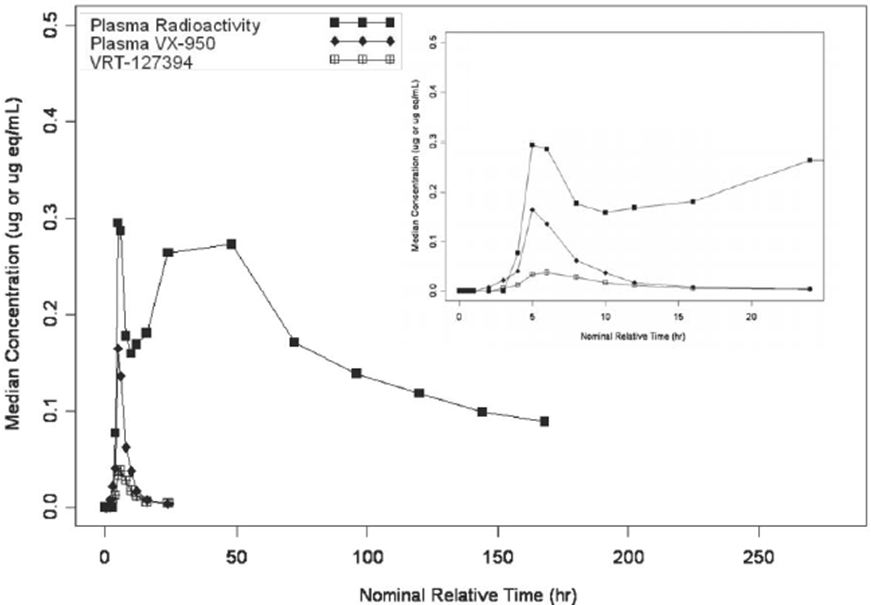 Plasma Radioactivity
Plasma VX-950
VRT-127394
Median Concentration (ug or ug eq/mL)
0.5
0.4
0.3
0.2
0.1
0.0
0 50 100 150 200 250
Nominal Relative Time (hr)
Median Concentration (ug or ug eq/mL)
0.5
0.4
0.3
0.2
0.1
0.0
0 5 10 15 20
Nominal Relative Time (hr)